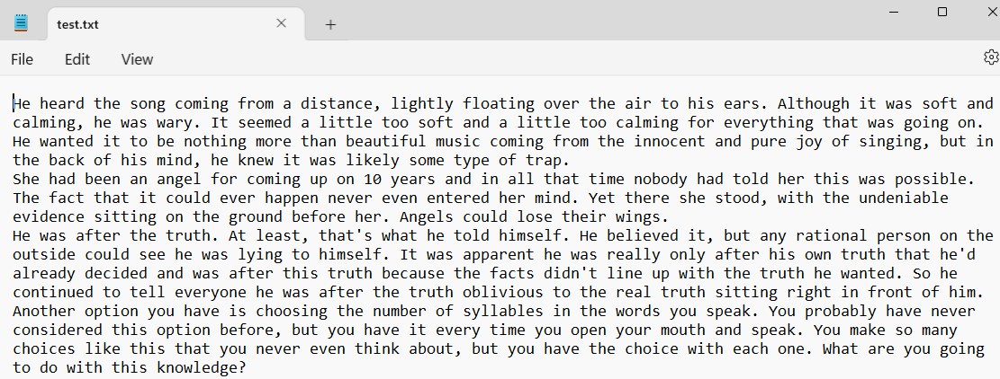 test.txt
File Edit View
He heard the song coming from a distance, lightly floating over the air to his ears. Although it was soft and
calming, he was wary. It seemed a little too soft and a little too calming for everything that was going on.
He wanted it to be nothing more than beautiful music coming from the innocent and pure joy of singing, but in
the back of his mind, he knew it was likely some type of trap.
She had been an angel for coming up on 10 years and in all that time nobody had told her this was possible.
The fact that it could ever happen never even entered her mind. Yet there she stood, with the undeniable
evidence sitting on the ground before her. Angels could lose their wings.
He was after the truth. At least, that's what he told himself. He believed it, but any rational person on the
outside could see he was lying to himself. It was apparent he was really only after his own truth that he'd
already decided and was after this truth because the facts didn't line up with the truth he wanted. So he
continued to tell everyone he was after the truth oblivious to the real truth sitting right in front of him.
Another option you have is choosing the number of syllables in the words you speak. You probably have never
considered this option before, but you have it every time you open your mouth and speak. You make so many
choices like this that you never even think about, but you have the choice with each one. What are you going
to do with this knowledge?